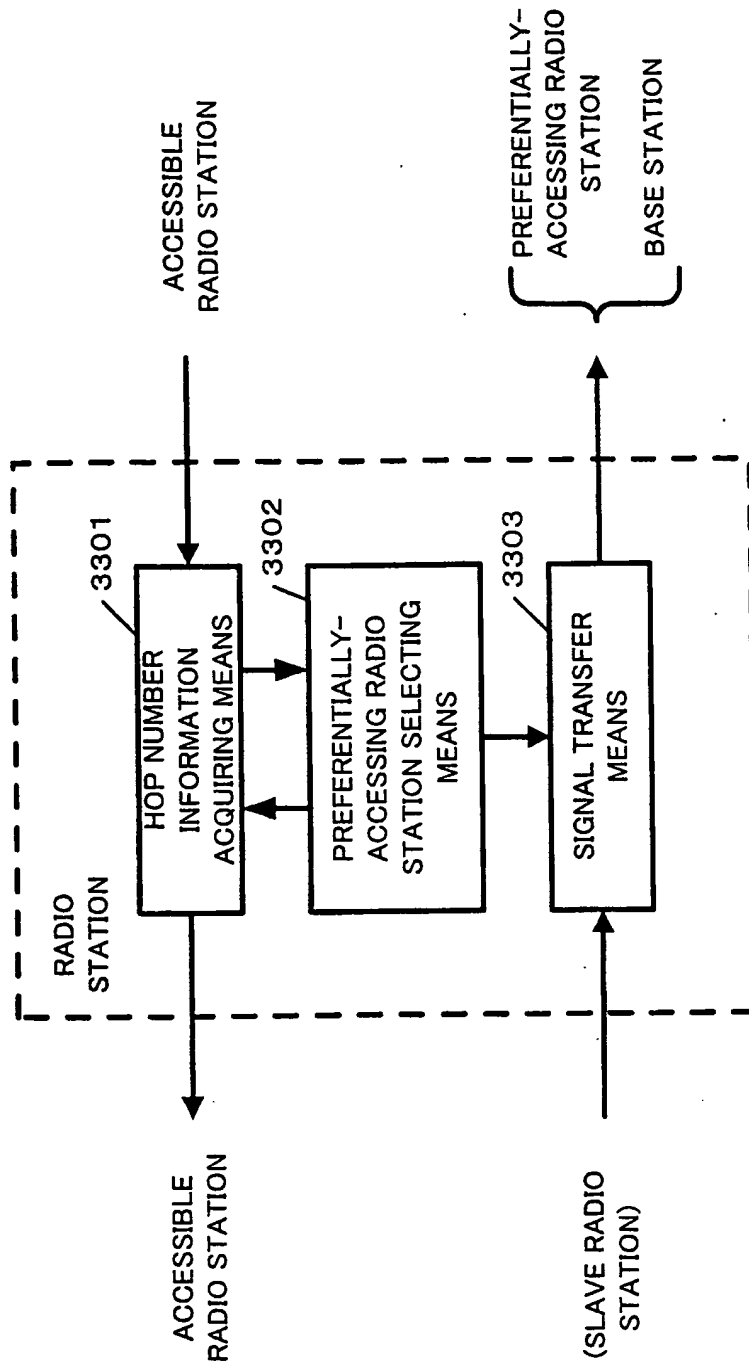 RADIO
STATION
ACCESSIBLE
RADIO STATION
3301
HOP NUMBER
INFORMATION
ACQUIRING MEANS
ACCESSIBLE
RADIO STATION
3302
PREFERENTIALLY-
ACCESSING RADIO
STATION SELECTING
MEANS
(SLAVE RADIO
STATION)
3303
SIGNAL TRANSFER
MEANS
PREFERENTIALLY-
ACCESSING RADIO
STATION
BASE STATION